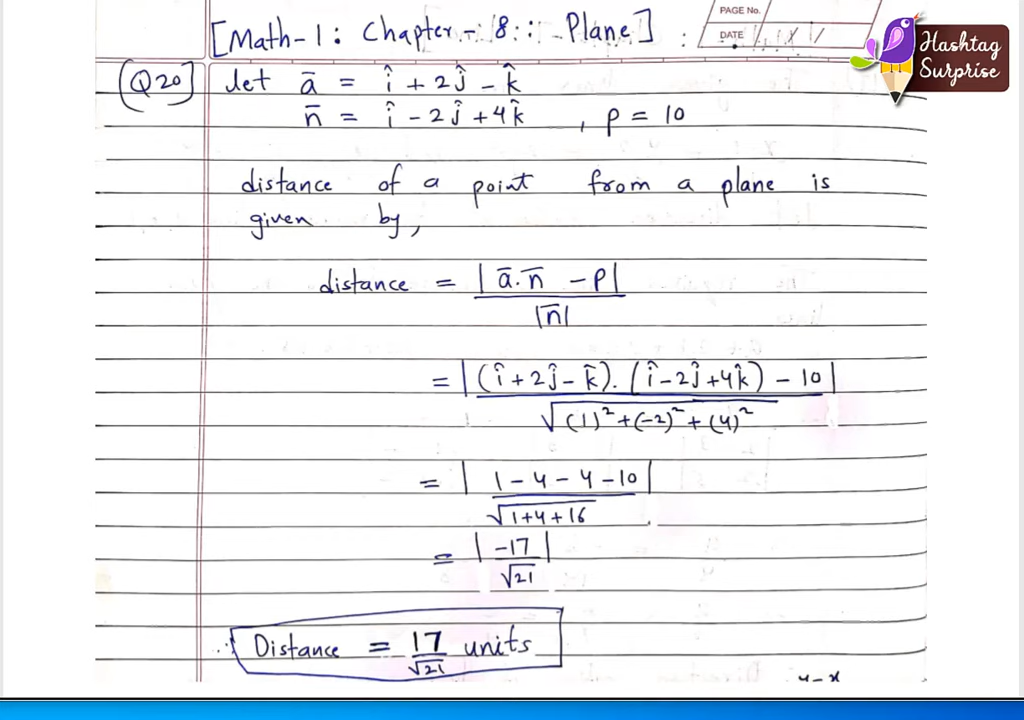 [Math-1: Chapter-8:: Plane]
PAGE No.
DATE
Hashtag
Surprise
(Q20] let ā = î + 2ĵ - k̂
n̄ = î - 2ĵ + 4k̂ , p = 10
distance of a point from a plane is
given by,
distance = |ā.n̄ - p|
|n̄|
= |(î+2ĵ-k̂).(î-2ĵ+4k̂) - 10|
√(1)²+(-2)²+(4)²
= |1-4-4-10|
√1+4+16
= |-17|
√21
∴ Distance = 17 units
√21